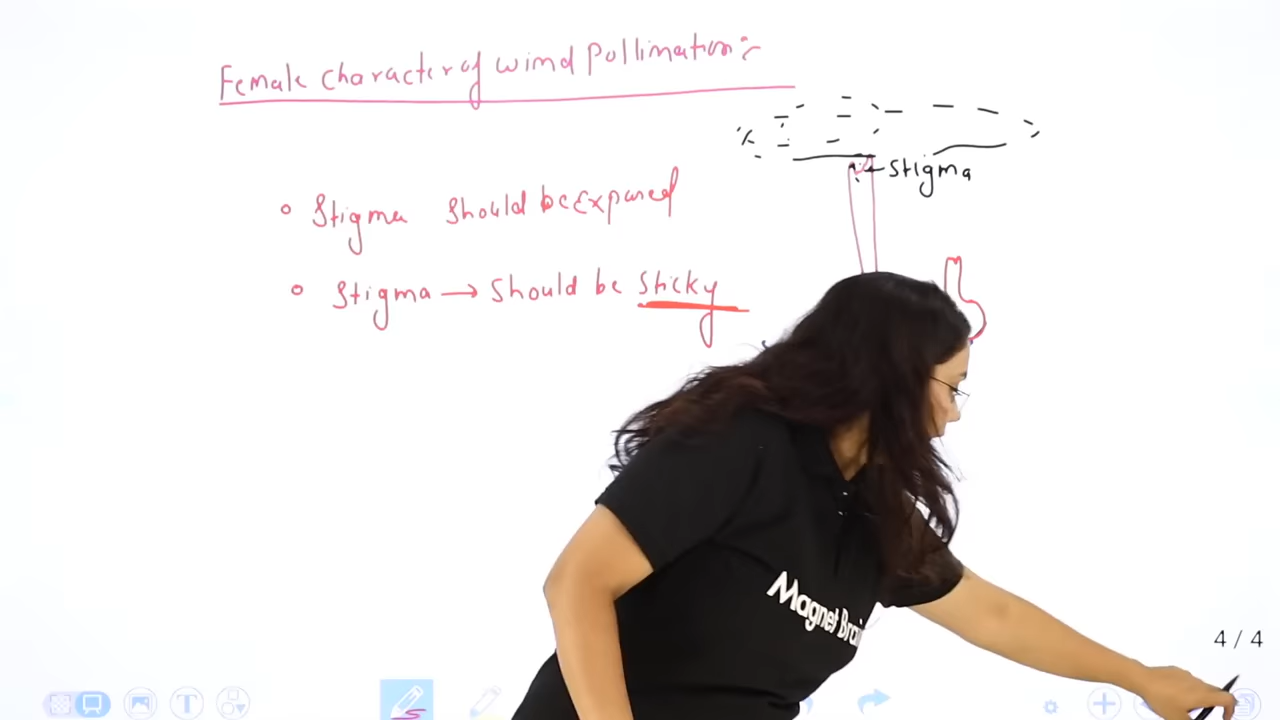 Female character of wind Pollination:-
Stigma
Stigma should be Exposed
Stigma → should be sticky
Magnet Brai
4 / 4
T